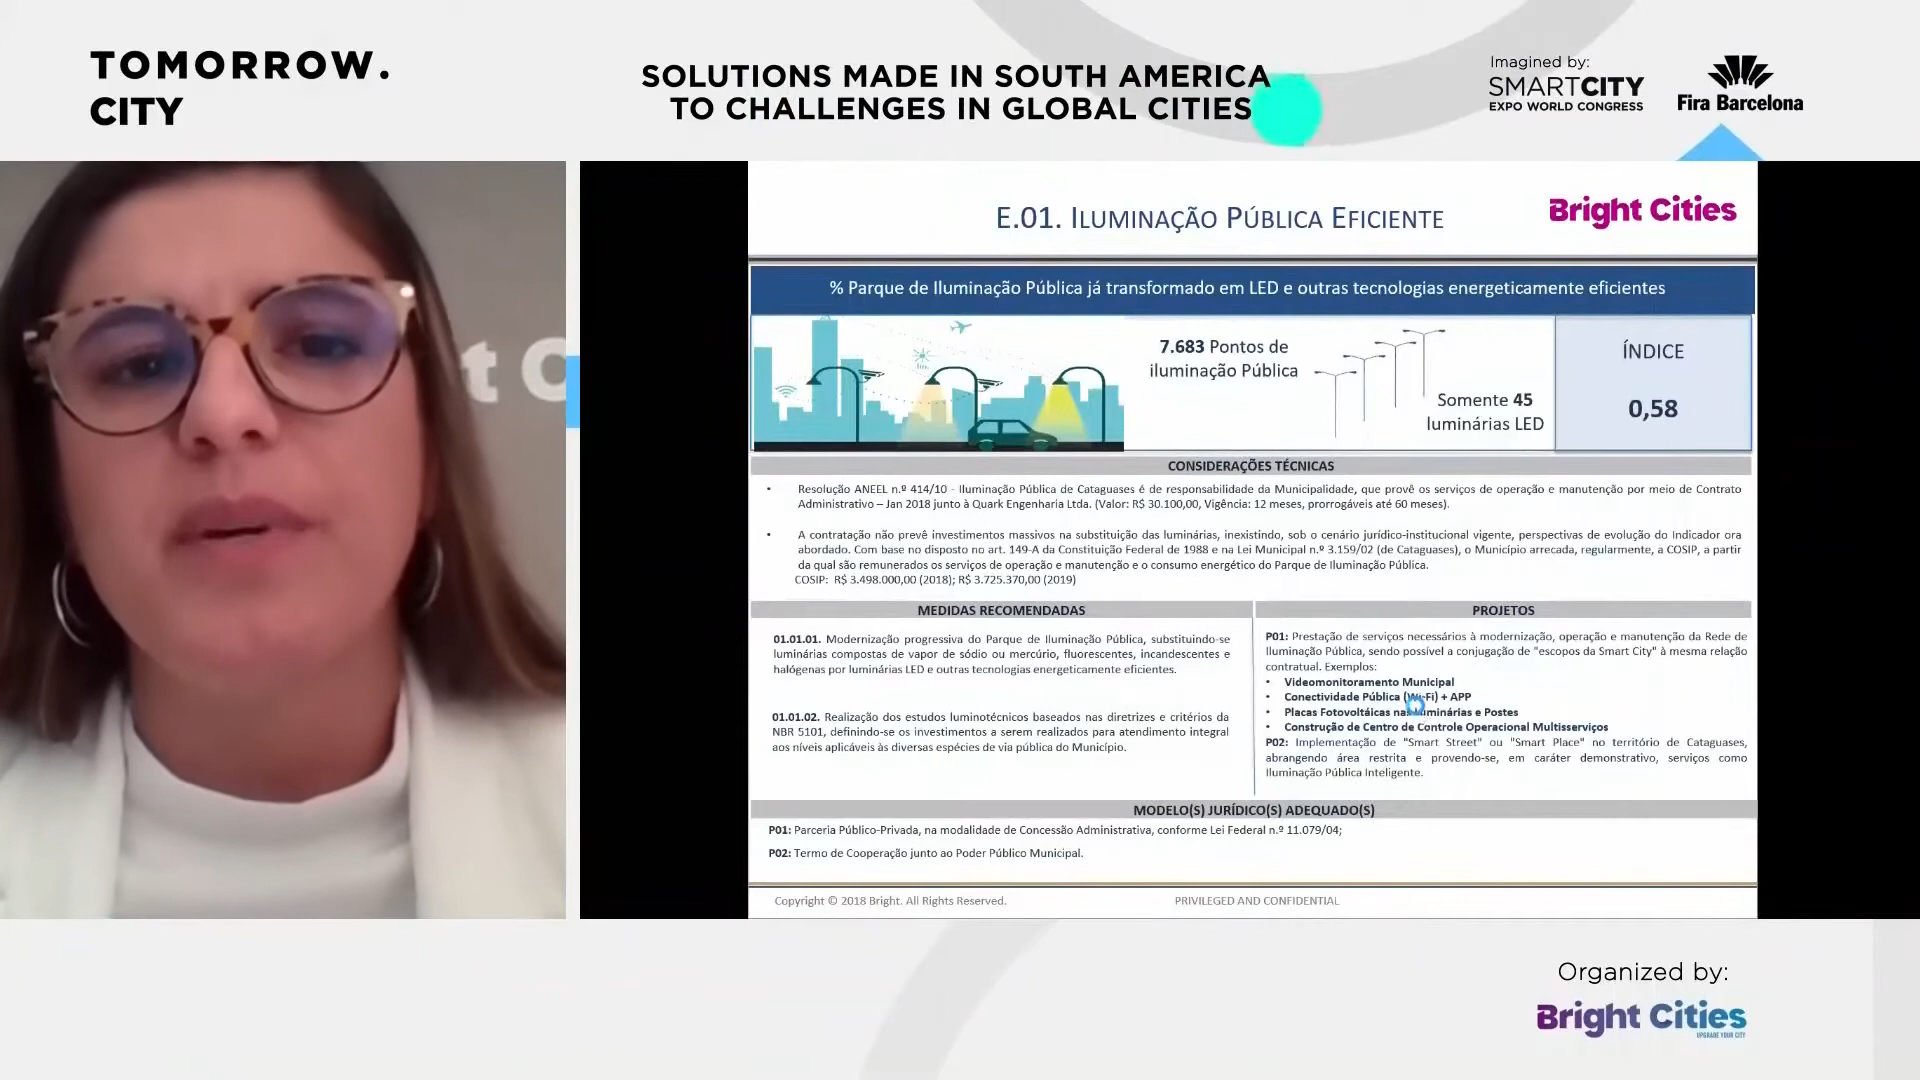 TOMORROW.
CITY
SOLUTIONS MADE IN SOUTH AMERICA
TO CHALLENGES IN GLOBAL CITIES
Imagined by:
SMARTCITY
EXPO WORLD CONGRESS
Fira Barcelona
t C
E.01. ILUMINAÇÃO PÚBLICA EFICIENTE
Bright Cities
% Parque de Iluminação Pública já transformado em LED e outras tecnologias energeticamente eficientes
7.683 Pontos de
iluminação Pública
Somente 45
luminárias LED
ÍNDICE
0,58
CONSIDERAÇÕES TÉCNICAS
• Resolução ANEEL n.º 414/10 - Iluminação Pública de Cataguases é de responsabilidade da Municipalidade, que provê os serviços de operação e manutenção por meio de Contrato
Administrativo – Jan 2018 junto à Quark Engenharia Ltda. (Valor: R$ 30.100,00, Vigência: 12 meses, prorrogáveis até 60 meses).
• A contratação não prevê investimentos massivos na substituição das luminárias, inexistindo, sob o cenário jurídico-institucional vigente, perspectivas de evolução do Indicador ora
abordado. Com base no disposto no art. 149-A da Constituição Federal de 1988 e na Lei Municipal n.º 3.159/02 (de Cataguases), o Município arrecada, regularmente, a COSIP, a partir
da qual são remunerados os serviços de operação e manutenção e o consumo energético do Parque de Iluminação Pública.
COSIP: R$ 3.498.000,00 (2018); R$ 3.725.370,00 (2019)
MEDIDAS RECOMENDADAS
01.01.01. Modernização progressiva do Parque de Iluminação Pública, substituindo-se
luminárias compostas de vapor de sódio ou mercúrio, fluorescentes, incandescentes e
halógenas por luminárias LED e outras tecnologias energeticamente eficientes.
01.01.02. Realização dos estudos luminotécnicos baseados nas diretrizes e critérios da
NBR 5101, definindo-se os investimentos a serem realizados para atendimento integral
aos níveis aplicáveis às diversas espécies de via pública do Município.
PROJETOS
P01: Prestação de serviços necessários à modernização, operação e manutenção da Rede de
Iluminação Pública, sendo possível a conjugação de "escopos da Smart City" à mesma relação
contratual. Exemplos:
• Videomonitoramento Municipal
• Conectividade Pública (Wi-Fi) + APP
• Placas Fotovoltáicas nas Luminárias e Postes
• Construção de Centro de Controle Operacional Multisserviços
P02: Implementação de "Smart Street" ou "Smart Place" no território de Cataguases,
abrangendo área restrita e provendo-se, em caráter demonstrativo, serviços como
Iluminação Pública Inteligente.
MODELO(S) JURÍDICO(S) ADEQUADO(S)
P01: Parceria Público-Privada, na modalidade de Concessão Administrativa, conforme Lei Federal n.º 11.079/04;
P02: Termo de Cooperação junto ao Poder Público Municipal.
Copyright © 2018 Bright. All Rights Reserved.
PRIVILEGED AND CONFIDENTIAL
Organized by:
Bright Cities
UPGRADE YOUR CITY